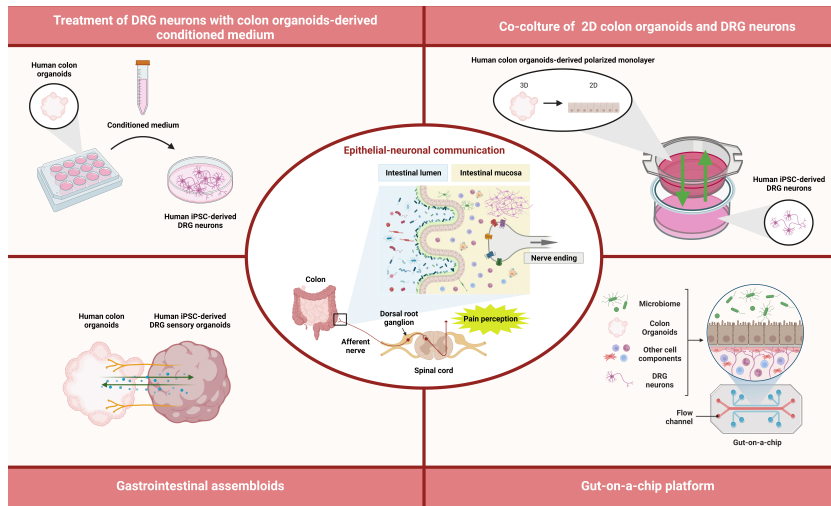 Treatment of DRG neurons with colon organoids-derived
conditioned medium
Co-colture of 2D colon organoids and DRG neurons
Human colon
organoids
Conditioned medium
Human iPSC-derived
DRG neurons
Human colon organoids-derived polarized monolayer
3D
2D
Human iPSC-derived
DRG neurons
Epithelial-neuronal communication
Intestinal lumen
Intestinal mucosa
Nerve ending
Colon
Dorsal root
ganglion
Pain perception
Afferent
nerve
Spinal cord
Human colon
organoids
Human iPSC-derived
DRG sensory organoids
Microbiome
Colon
Organoids
Other cell
components
DRG
neurons
Flow
channel
Gut-on-a-chip
Gastrointestinal assembloids
Gut-on-a-chip platform